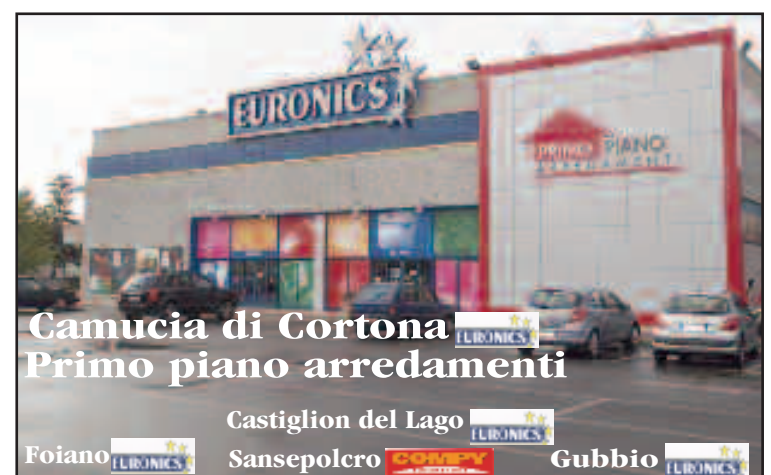 EURONICS
PRIMO PIANO
ARREDAMENTI
Camucia di Cortona EURONICS
Primo piano arredamenti
Castiglion del Lago EURONICS
Foiano EURONICS Sansepolcro COMPY Gubbio EURONICS